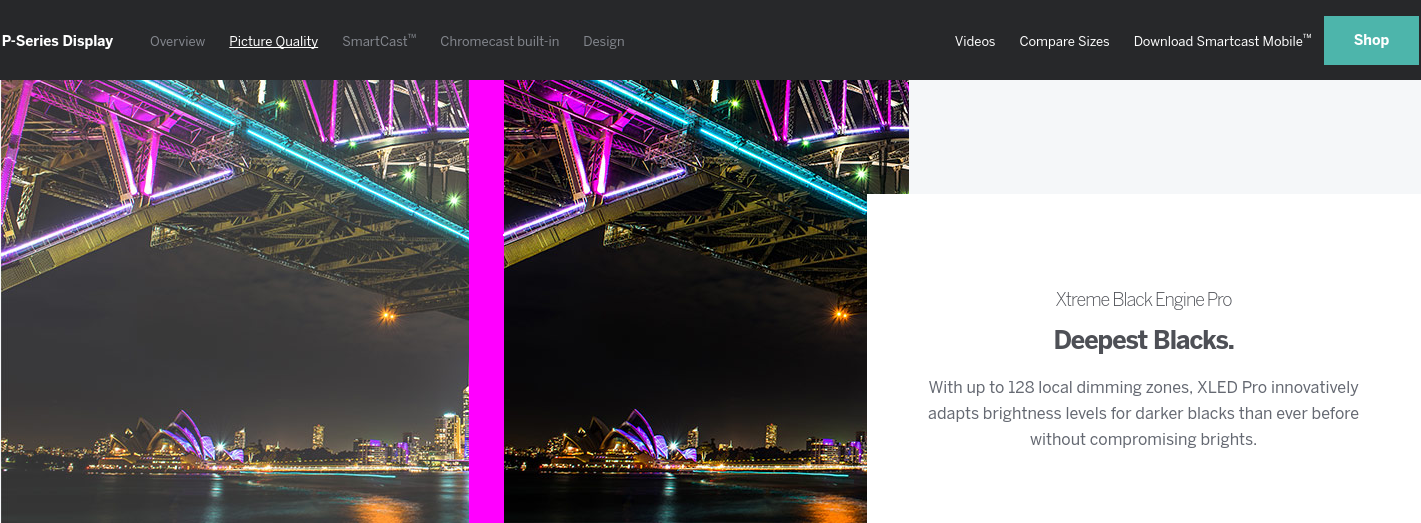 P-Series Display Overview Picture Quality SmartCast™ Chromecast built-in Design Videos Compare Sizes Download Smartcast Mobile™ Shop
Xtreme Black Engine Pro
Deepest Blacks.
With up to 128 local dimming zones, XLED Pro innovatively
adapts brightness levels for darker blacks than ever before
without compromising brights.